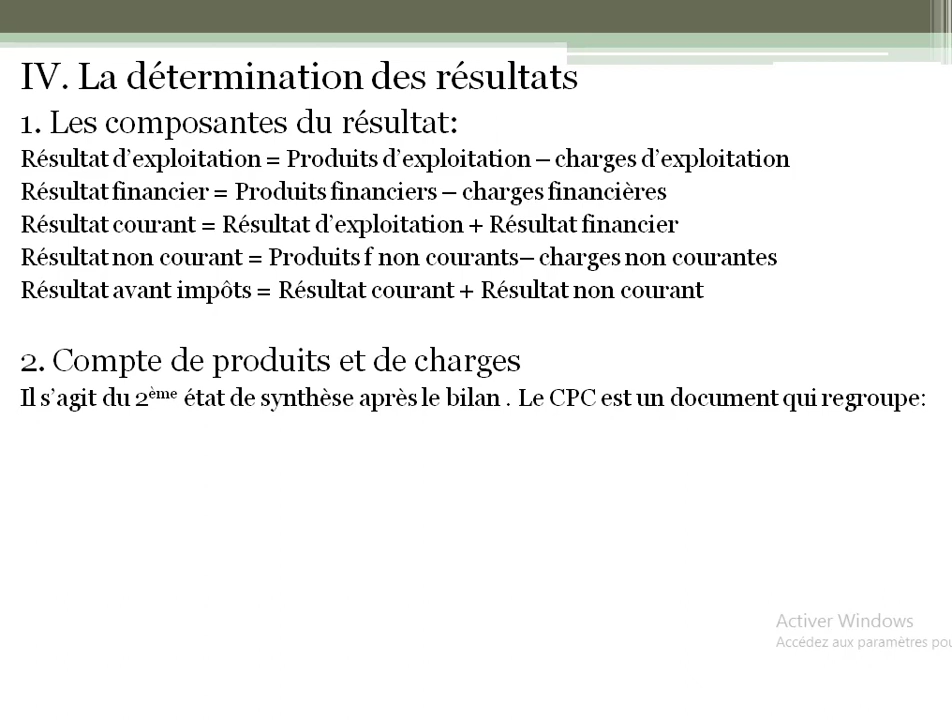 IV. La détermination des résultats
1. Les composantes du résultat:
Résultat d’exploitation = Produits d’exploitation – charges d’exploitation
Résultat financier = Produits financiers – charges financières
Résultat courant = Résultat d’exploitation + Résultat financier
Résultat non courant = Produits f non courants– charges non courantes
Résultat avant impôts = Résultat courant + Résultat non courant
2. Compte de produits et de charges
Il s’agit du 2ème état de synthèse après le bilan . Le CPC est un document qui regroupe:
Activer Windows
Accédez aux paramètres pou